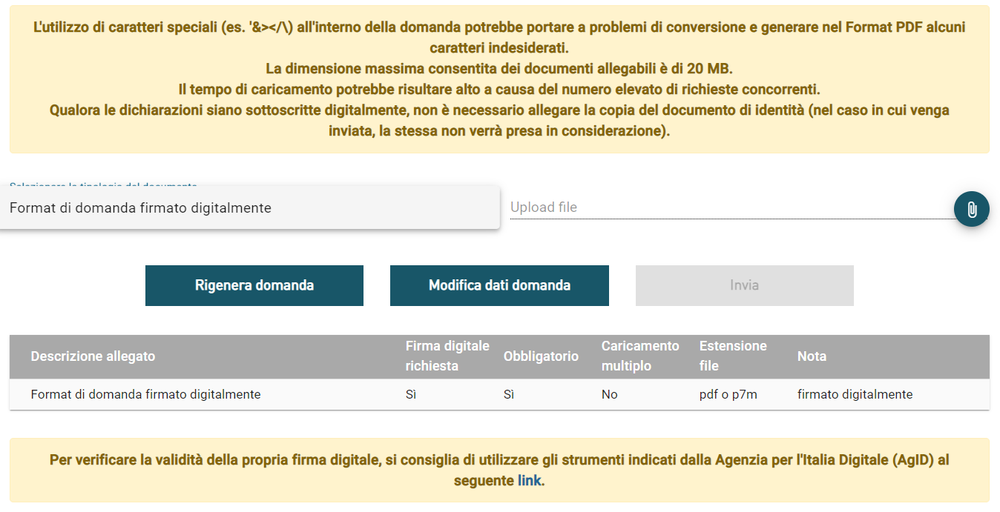 L'utilizzo di caratteri speciali (es. '&></\) all'interno della domanda potrebbe portare a problemi di conversione e generare nel Format PDF alcuni
caratteri indesiderati.
La dimensione massima consentita dei documenti allegabili è di 20 MB.
Il tempo di caricamento potrebbe risultare alto a causa del numero elevato di richieste concorrenti.
Qualora le dichiarazioni siano sottoscritte digitalmente, non è necessario allegare la copia del documento di identità (nel caso in cui venga
inviata, la stessa non verrà presa in considerazione).
Selezionare la tipologia del documento
Format di domanda firmato digitalmente
Upload file
Rigenera domanda
Modifica dati domanda
Invia
Descrizione allegato
Firma digitale
richiesta
Obbligatorio
Caricamento
multiplo
Estensione
file
Nota
Format di domanda firmato digitalmente
Sì
Sì
No
pdf o p7m
firmato digitalmente
Per verificare la validità della propria firma digitale, si consiglia di utilizzare gli strumenti indicati dalla Agenzia per l'Italia Digitale (AgID) al
seguente link.